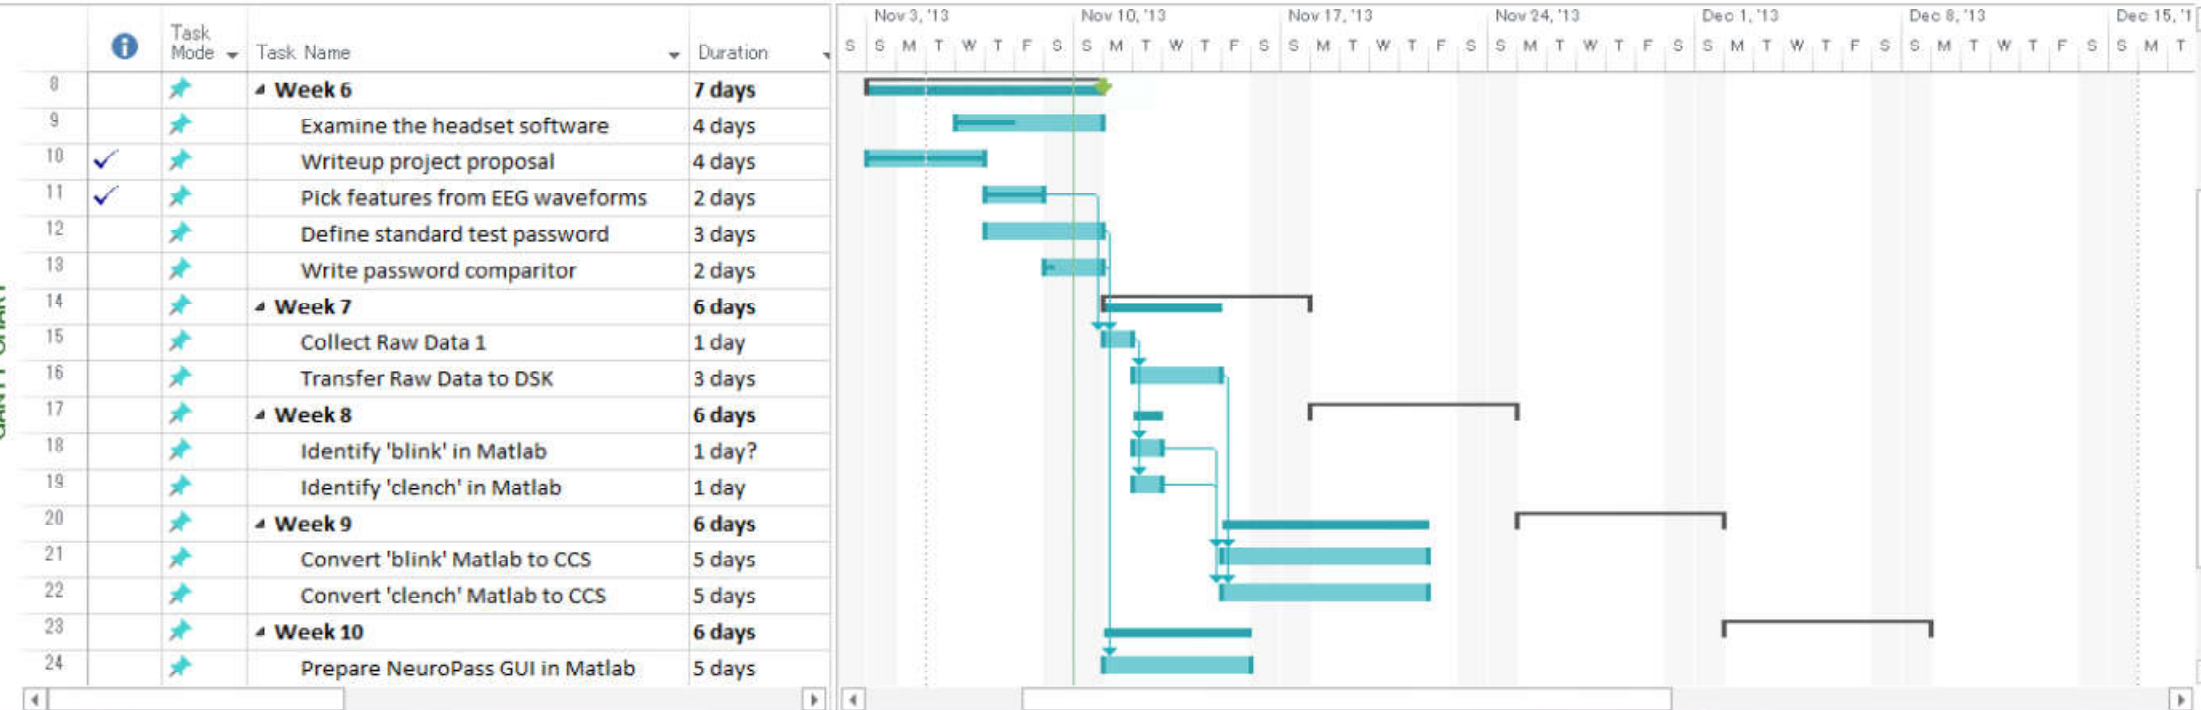 Nov 3, '13 Nov 10, '13 Nov 17, '13 Nov 24, '13 Dec 1, '13 Dec 8, '13 Dec 15, '1
Task Mode Task Name Duration S S M T W T F S S M T W T F S S M T W T F S S M T W T F S S M T W T F S S M T W T F S S M T
8 Week 6 7 days
9 Examine the headset software 4 days
10 Writeup project proposal 4 days
11 Pick features from EEG waveforms 2 days
12 Define standard test password 3 days
13 Write password comparitor 2 days
14 Week 7 6 days
15 Collect Raw Data 1 1 day
16 Transfer Raw Data to DSK 3 days
17 Week 8 6 days
18 Identify 'blink' in Matlab 1 day?
19 Identify 'clench' in Matlab 1 day
20 Week 9 6 days
21 Convert 'blink' Matlab to CCS 5 days
22 Convert 'clench' Matlab to CCS 5 days
23 Week 10 6 days
24 Prepare NeuroPass GUI in Matlab 5 days